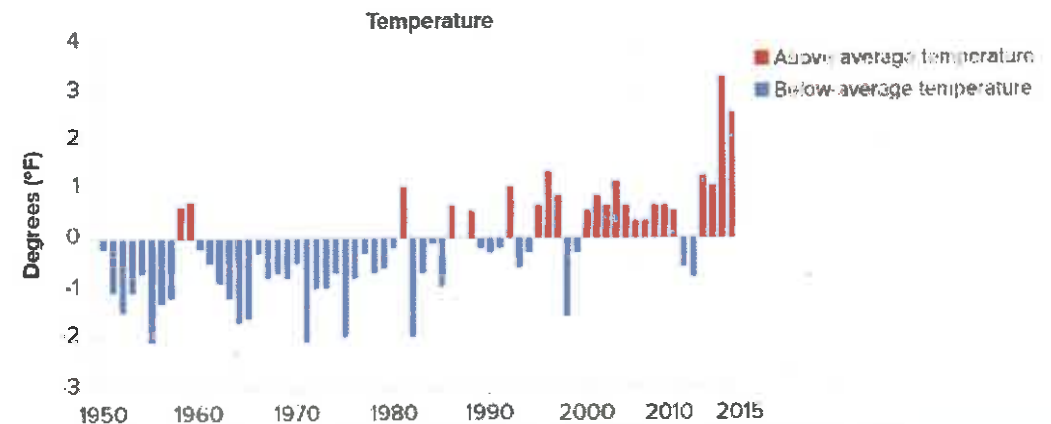 Temperature
4
3
2
1
0
-1
-2
-3
Degrees (°F)
1950 1960 1970 1980 1990 2000 2010 2015
Above average temperature
Below-average temperature